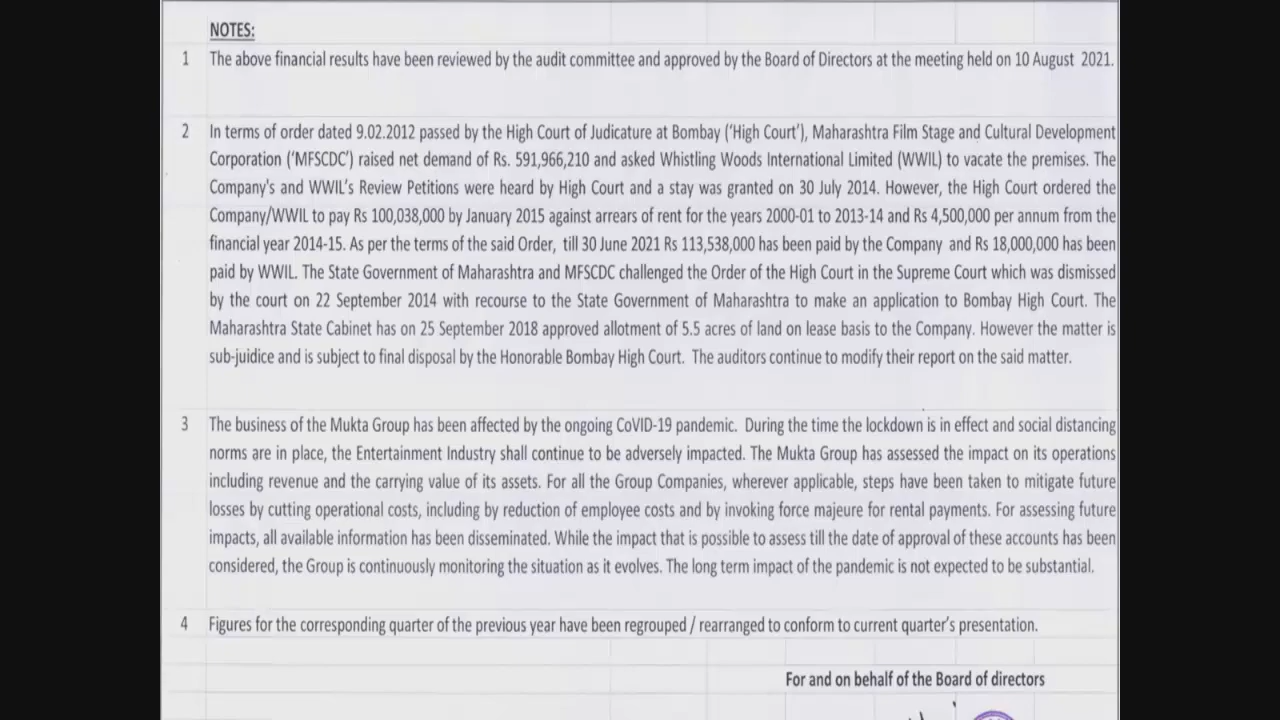 NOTES:
1 The above financial results have been reviewed by the audit committee and approved by the Board of Directors at the meeting held on 10 August 2021.
2 In terms of order dated 9.02.2012 passed by the High Court of Judicature at Bombay ('High Court'), Maharashtra Film Stage and Cultural Development
Corporation ('MFSCDC') raised net demand of Rs. 591,966,210 and asked Whistling Woods International Limited (WWIL) to vacate the premises. The
Company's and WWIL's Review Petitions were heard by High Court and a stay was granted on 30 July 2014. However, the High Court ordered the
Company/WWIL to pay Rs 100,038,000 by January 2015 against arrears of rent for the years 2000-01 to 2013-14 and Rs 4,500,000 per annum from the
financial year 2014-15. As per the terms of the said Order, till 30 June 2021 Rs 113,538,000 has been paid by the Company and Rs 18,000,000 has been
paid by WWIL. The State Government of Maharashtra and MFSCDC challenged the Order of the High Court in the Supreme Court which was dismissed
by the court on 22 September 2014 with recourse to the State Government of Maharashtra to make an application to Bombay High Court. The
Maharashtra State Cabinet has on 25 September 2018 approved allotment of 5.5 acres of land on lease basis to the Company. However the matter is
sub-juidice and is subject to final disposal by the Honorable Bombay High Court. The auditors continue to modify their report on the said matter.
3 The business of the Mukta Group has been affected by the ongoing CoVID-19 pandemic. During the time the lockdown is in effect and social distancing
norms are in place, the Entertainment Industry shall continue to be adversely impacted. The Mukta Group has assessed the impact on its operations
including revenue and the carrying value of its assets. For all the Group Companies, wherever applicable, steps have been taken to mitigate future
losses by cutting operational costs, including by reduction of employee costs and by invoking force majeure for rental payments. For assessing future
impacts, all available information has been disseminated. While the impact that is possible to assess till the date of approval of these accounts has been
considered, the Group is continuously monitoring the situation as it evolves. The long term impact of the pandemic is not expected to be substantial.
4 Figures for the corresponding quarter of the previous year have been regrouped / rearranged to conform to current quarter's presentation.
For and on behalf of the Board of directors